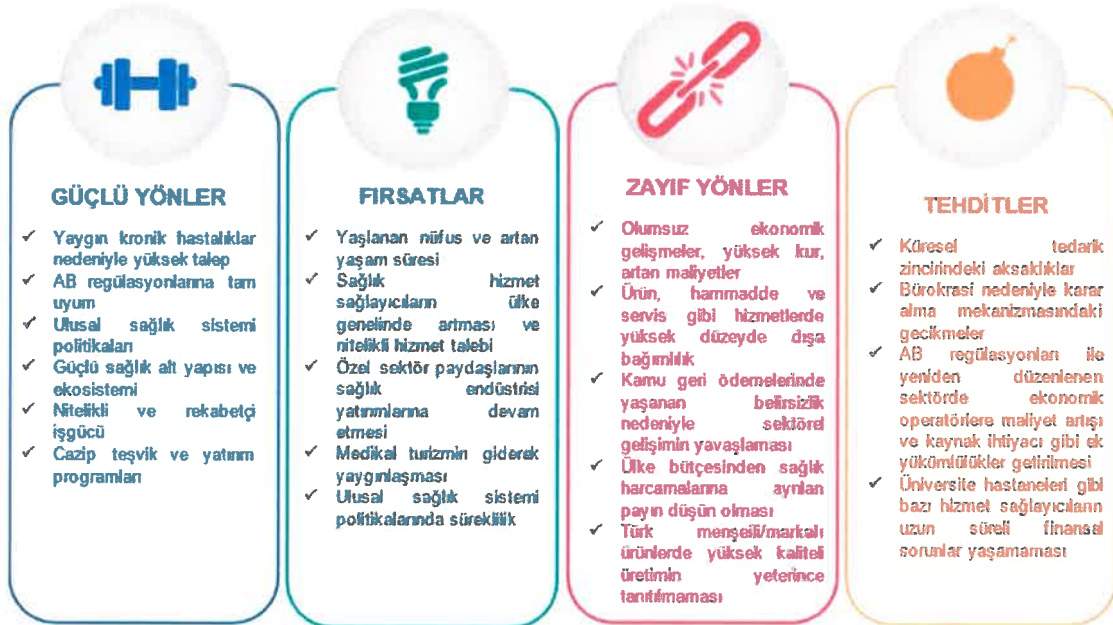 GÜÇLÜ YÖNLER
✓ Yaygın kronik hastalıklar
nedeniyle yüksek talep
✓ AB regülasyonlarına tam
uyum
✓ Ulusal sağlık sistemi
politikaları
✓ Güçlü sağlık alt yapısı ve
ekosistemi
✓ Nitelikli ve rekabetçi
işgücü
✓ Cazip teşvik ve yatırım
programları
FIRSATLAR
✓ Yaşlanan nüfus ve artan
yaşam süresi
✓ Sağlık hizmet
sağlayıcıların ülke
genelinde artması ve
nitelikli hizmet talebi
✓ Özel sektör paydaşlarının
sağlık endüstrisi
yatırımlarına devam
etmesi
✓ Medikal turizmin giderek
yaygınlaşması
✓ Ulusal sağlık sistemi
politikalarında süreklilik
ZAYIF YÖNLER
✓ Olumsuz ekonomik
gelişmeler, yüksek kur,
artan maliyetler
✓ Ürün, hammadde ve
servis gibi hizmetlerde
yüksek düzeyde dışa
bağımlılık
✓ Kamu geri ödemelerinde
yaşanan belirsizlik
nedeniyle sektörel
gelişimin yavaşlaması
✓ Ülke bütçesinden sağlık
harcamalarına ayrılan
payın düşün olması
✓ Türk menşeili/markalı
ürünlerde yüksek kaliteli
üretimin yeterince
tanıtılmaması
TEHDİTLER
✓ Küresel tedarik
zincirindeki aksaklıklar
✓ Bürokrasi nedeniyle karar
alma mekanizmasındaki
gecikmeler
✓ AB regülasyonları ile
yeniden düzenlenen
sektörde ekonomik
operatörlere maliyet artışı
ve kaynak ihtiyacı gibi ek
yükümlülükler getirilmesi
✓ Üniversite hastaneleri gibi
bazı hizmet sağlayıcıların
uzun süreli finansal
sorunlar yaşamaması